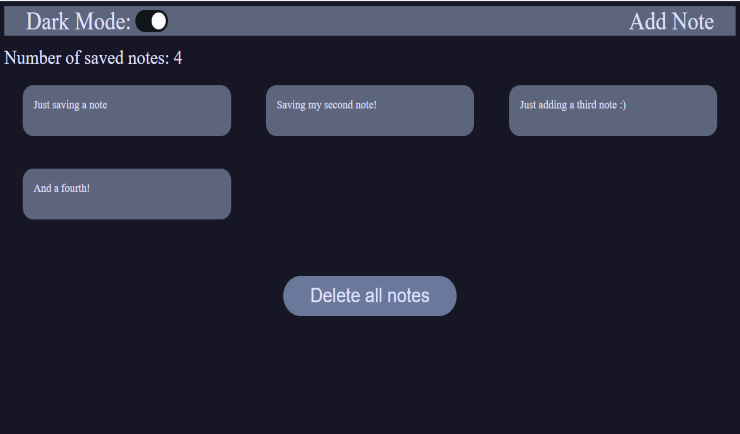 Dark Mode: Add Note
Number of saved notes: 4
Just saving a note
Saving my second note!
Just adding a third note :)
And a fourth!
Delete all notes